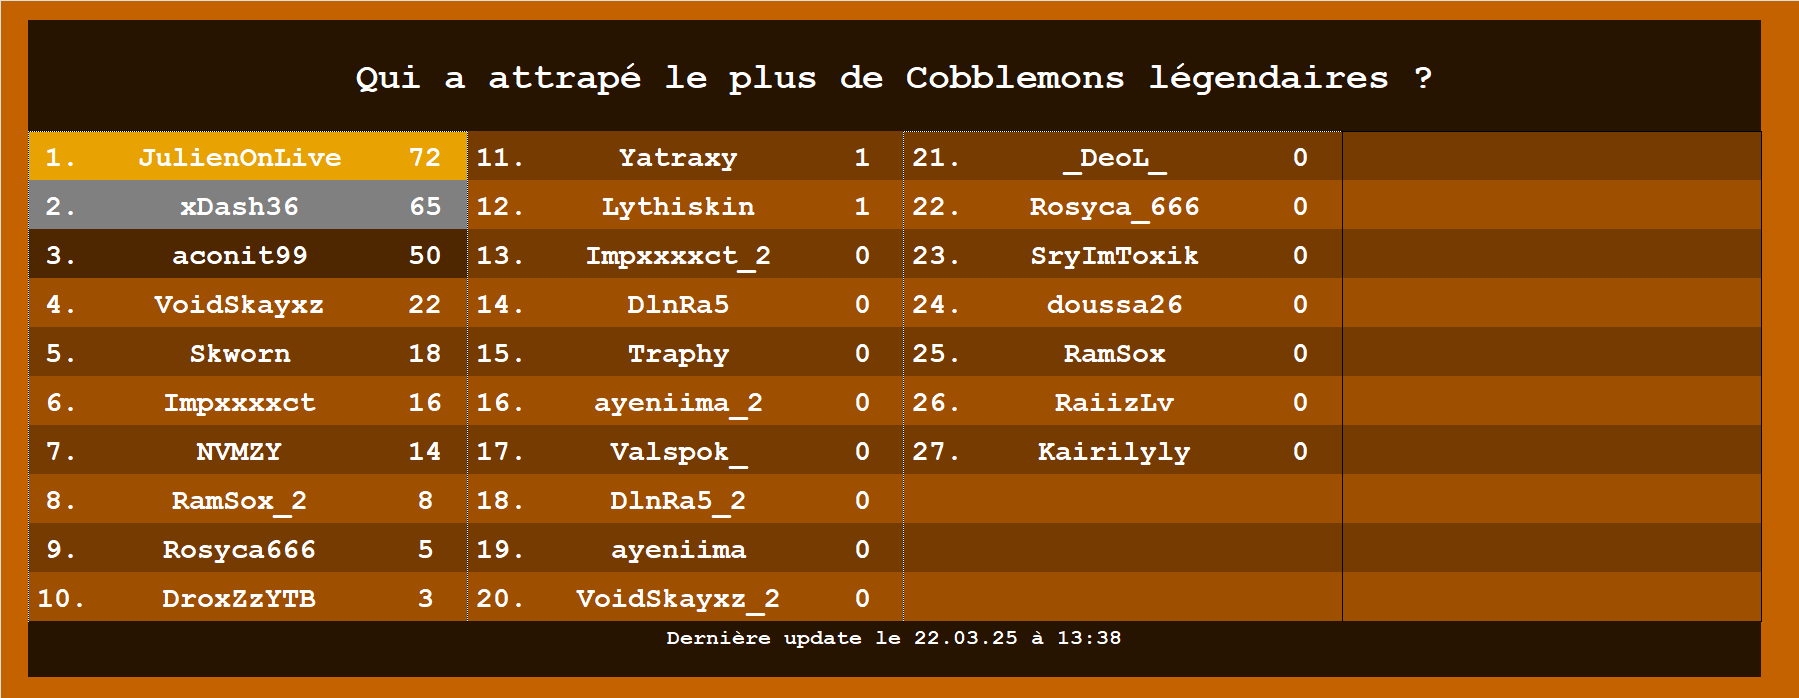 Qui a attrapé le plus de Cobblemons légendaires ?
1. JulienOnLive 72
2. xDash36 65
3. aconit99 50
4. VoidSkayxz 22
5. Skworn 18
6. Impxxxxct 16
7. NVMZY 14
8. RamSox_2 8
9. Rosyca666 5
10. DroxZzYTB 3
11. Yatraxy 1
12. Lythiskin 1
13. Impxxxxct_2 0
14. DlnRa5 0
15. Traphy 0
16. ayeniima_2 0
17. Valspok_ 0
18. DlnRa5_2 0
19. ayeniima 0
20. VoidSkayxz_2 0
21. _DeoL_ 0
22. Rosyca_666 0
23. SryImToxik 0
24. doussa26 0
25. RamSox 0
26. RaiizLv 0
27. Kairilyly 0
Dernière update le 22.03.25 à 13:38